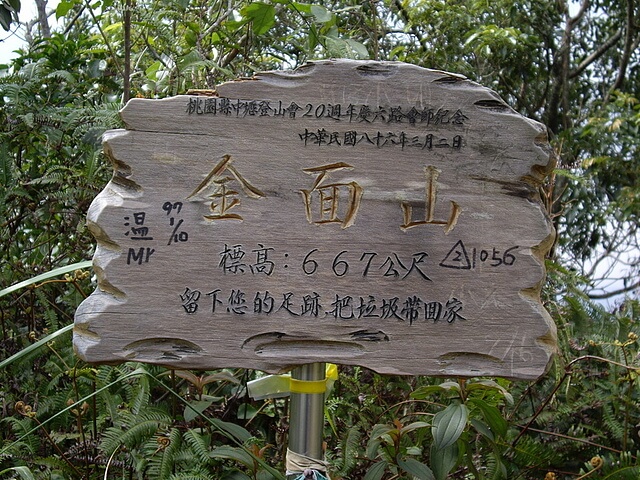 桃園縣中壢登山會20週年慶六路會師紀念
中華民國八十六年三月二日
金面山
溫 97/10
Mr
標高:667公尺 △2 1056
留下您的足跡,把垃圾帶回家